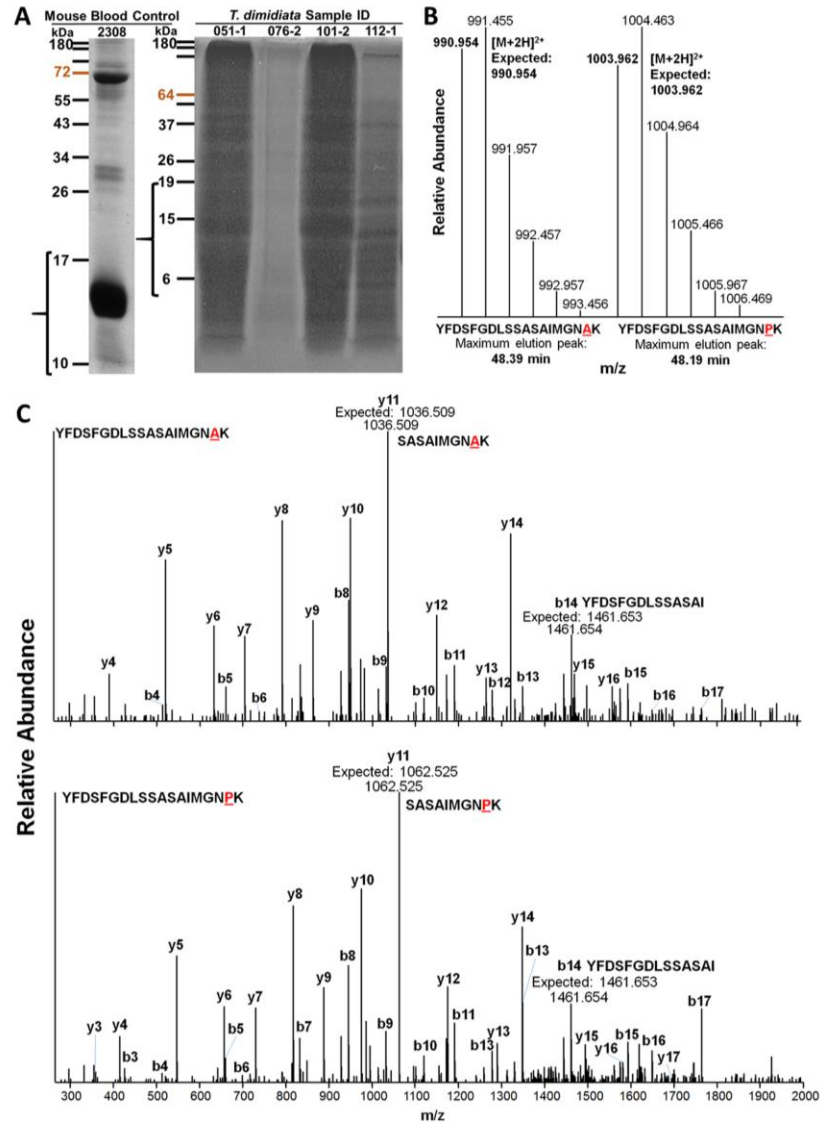 A
Mouse Blood Control
kDa 2308
180
72
55
43
34
26
17
10
T. dimidiata Sample ID
kDa 051-1 076-2 101-2 112-1
180
64
37
26
19
15
6
B
Relative Abundance
990.954
991.455
[M+2H]2+
Expected:
990.954
991.957
992.457
992.957
993.456
YFDSFGDLSSASAIMGNAK
Maximum elution peak:
48.39 min
1003.962
1004.463
[M+2H]2+
Expected:
1003.962
1004.964
1005.466
1005.967
1006.469
YFDSFGDLSSASAIMGNPK
Maximum elution peak:
48.19 min
m/z
C
Relative Abundance
YFDSFGDLSSASAIMGNAK
y11
Expected: 1036.509
1036.509
SASAIMGNAK
y4
b4
y5
y6
b5
y7
b6
y8
y9
b8
y10
b9
b10
y12
b11
y13
b12
y14
b13
b14 YFDSFGDLSSASAI
Expected: 1461.653
1461.654
y15
y16
b15
b16
b17
YFDSFGDLSSASAIMGNPK
y11
Expected: 1062.525
1062.525
SASAIMGNPK
y3
y4
b3
b4
y5
y6
b5
b6
y7
y8
b7
y9
b8
y10
b9
b10
y12
b11
b13
y13
y14
b13
b14 YFDSFGDLSSASAI
Expected: 1461.653
1461.654
y15
y16
b15
b16
y17
b17
300 400 500 600 700 800 900 1000 1100 1200 1300 1400 1500 1600 1700 1800 1900 2000
m/z